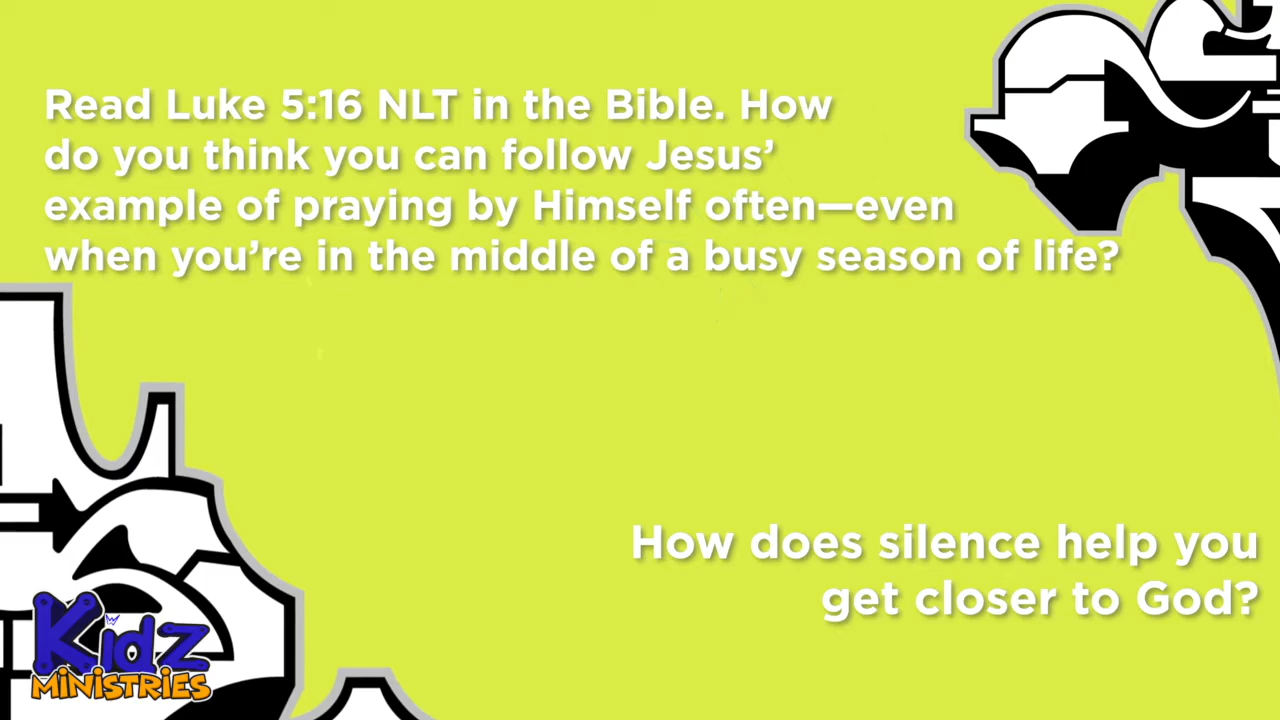 Read Luke 5:16 NLT in the Bible. How
do you think you can follow Jesus’
example of praying by Himself often—even
when you’re in the middle of a busy season of life?
How does silence help you
get closer to God?
Kidz
MINISTRIES